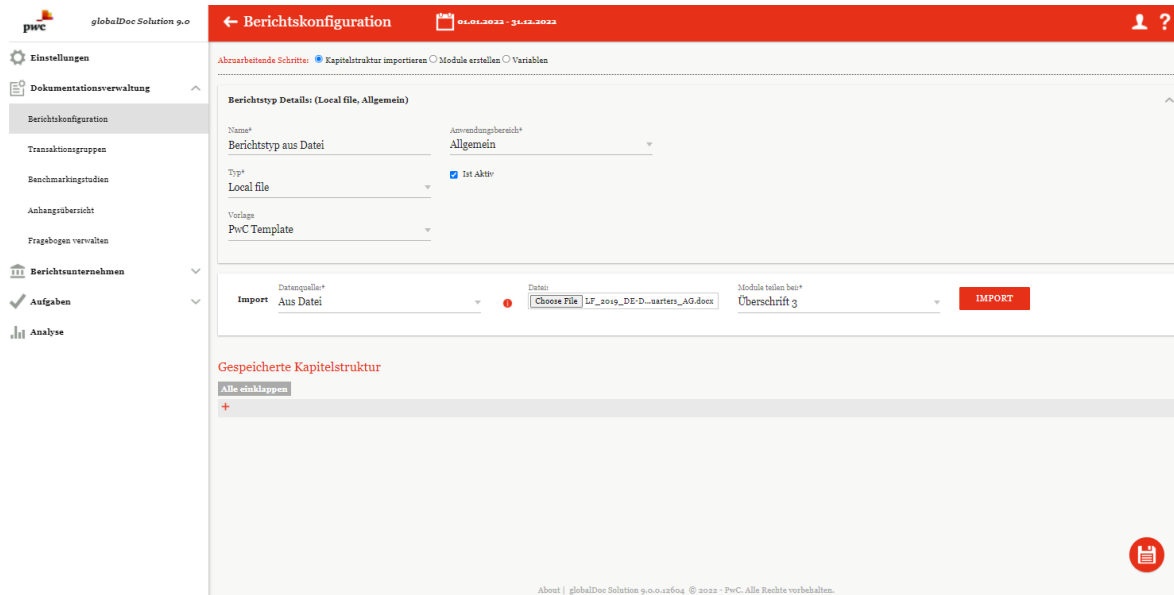 pwc
globalDoc Solution 9.0
Berichtskonfiguration
01.01.2022 - 31.12.2022
?
Einstellungen
Dokumentationsverwaltung
Berichtskonfiguration
Transaktionsgruppen
Benchmarkingstudien
Anhangsübersicht
Fragebogen verwalten
Berichtsunternehmen
Aufgaben
Analyse
Abzuarbeitende Schritte: Kapitelstruktur importieren Module erstellen Variablen
Berichtstyp Details: (Local file, Allgemein)
Name*
Berichtstyp aus Datei
Anwendungsbereich*
Allgemein
Typ*
Local file
Ist Aktiv
Vorlage
PwC Template
Import
Datenquelle:*
Aus Datei
Datei:
Choose File LF_2019_DE-D...uarters_AG.docx
Module teilen bei:*
Überschrift 3
IMPORT
Gespeicherte Kapitelstruktur
Alle einklappen
+
About | globalDoc Solution 9.0.0.12604 © 2022 - PwC. Alle Rechte vorbehalten.